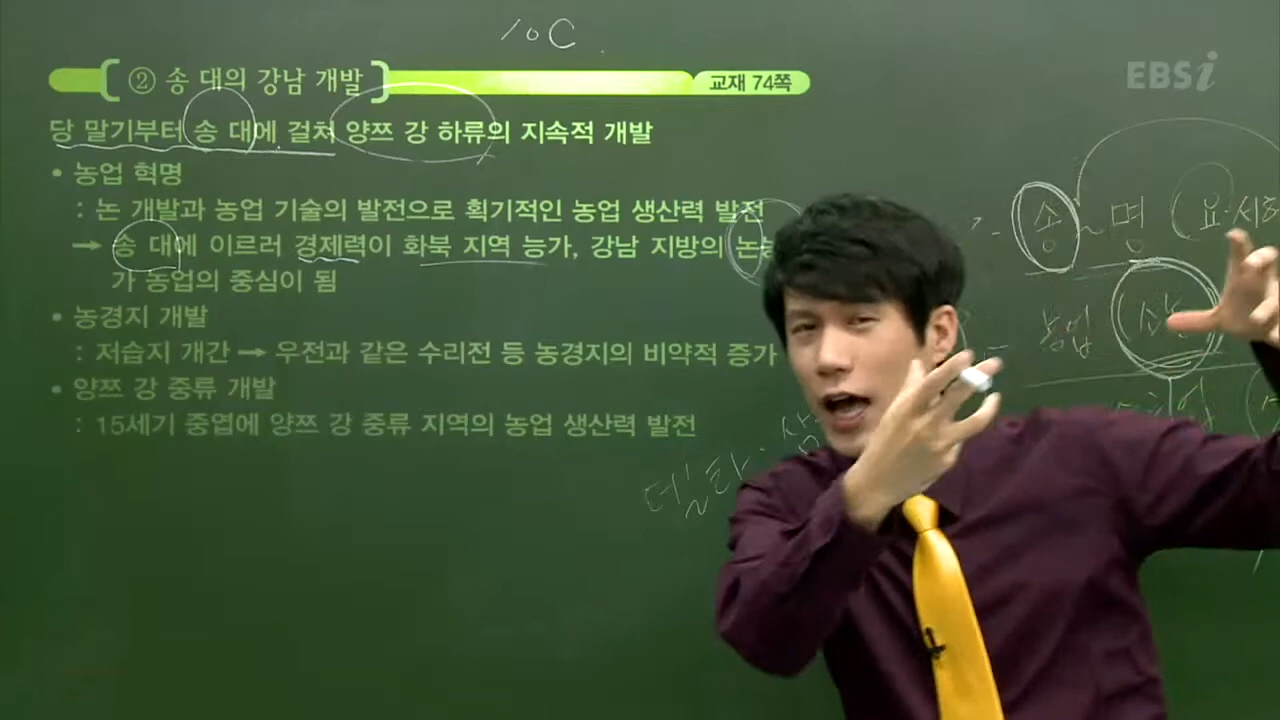 10C
② 송 대의 강남 개발
교재 74쪽
EBSi
당 말기부터 송 대에 걸쳐 양쯔 강 하류의 지속적 개발
• 농업 혁명
: 논 개발과 농업 기술의 발전으로 획기적인 농업 생산력 발전
→ 송 대에 이르러 경제력이 화북 지역 능가, 강남 지방의
가 농업의 중심이 됨
• 농경지 개발
: 저습지 개간 → 우전과 같은 수리전 등 농경지의 비약적 증가
• 양쯔 강 중류 개발
: 15세기 중엽에 양쯔 강 중류 지역의 농업 생산력 발전
송~명
농업
델타